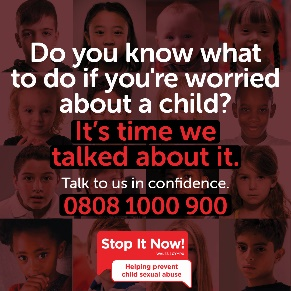 Do you know what
to do if you're worried
about a child?
It's time we
talked about it.
Talk to us in confidence.
0808 1000 900
Stop It Now!
Helping prevent
child sexual abuse